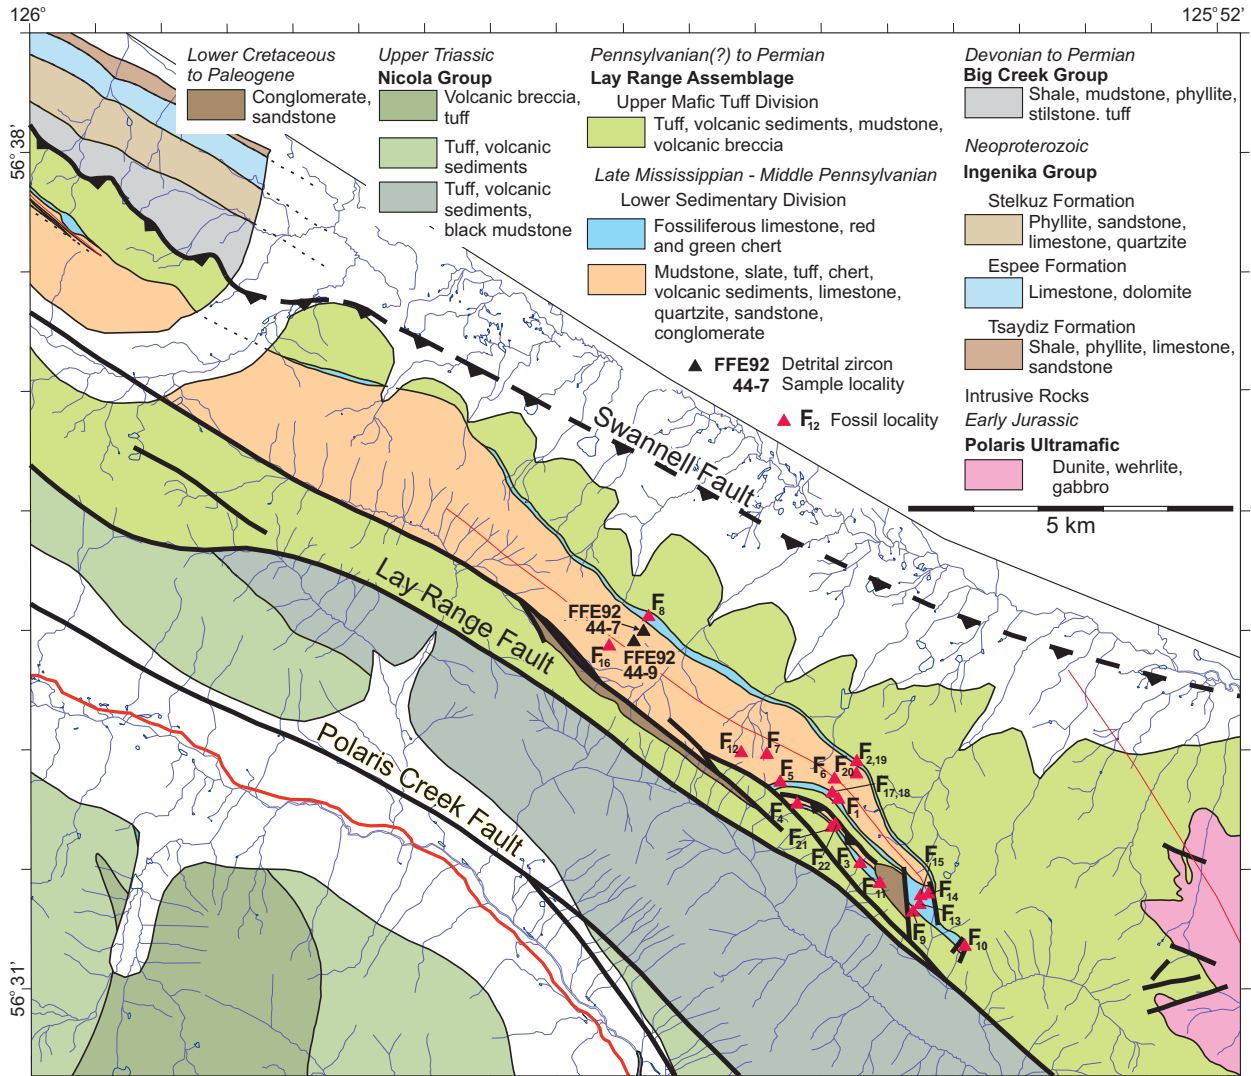 126°
125°52’
56°38’
56°31’
Lower Cretaceous
to Paleogene
Conglomerate,
sandstone
Upper Triassic
Nicola Group
Volcanic breccia,
tuff
Tuff, volcanic
sediments
Tuff, volcanic
sediments,
black mudstone
Pennsylvanian(?) to Permian
Lay Range Assemblage
Upper Mafic Tuff Division
Tuff, volcanic sediments, mudstone,
volcanic breccia
Late Mississippian - Middle Pennsylvanian
Lower Sedimentary Division
Fossiliferous limestone, red
and green chert
Mudstone, slate, tuff, chert,
volcanic sediments, limestone,
quartzite, sandstone,
conglomerate
FFE92 Detrital zircon
44-7 Sample locality
F12 Fossil locality
Devonian to Permian
Big Creek Group
Shale, mudstone, phyllite,
stilstone. tuff
Neoproterozoic
Ingenika Group
Stelkuz Formation
Phyllite, sandstone,
limestone, quartzite
Espee Formation
Limestone, dolomite
Tsaydiz Formation
Shale, phyllite, limestone,
sandstone
Intrusive Rocks
Early Jurassic
Polaris Ultramafic
Dunite, wehrlite,
gabbro
5 km
Swannell Fault
Lay Range Fault
Polaris Creek Fault
FFE92
44-7
F8
F16
FFE92
44-9
F12
F7
F5
F6
F20
F2,19
F17,18
F4
F1
F21
F22
F3
F11
F15
F14
F13
F9
F10